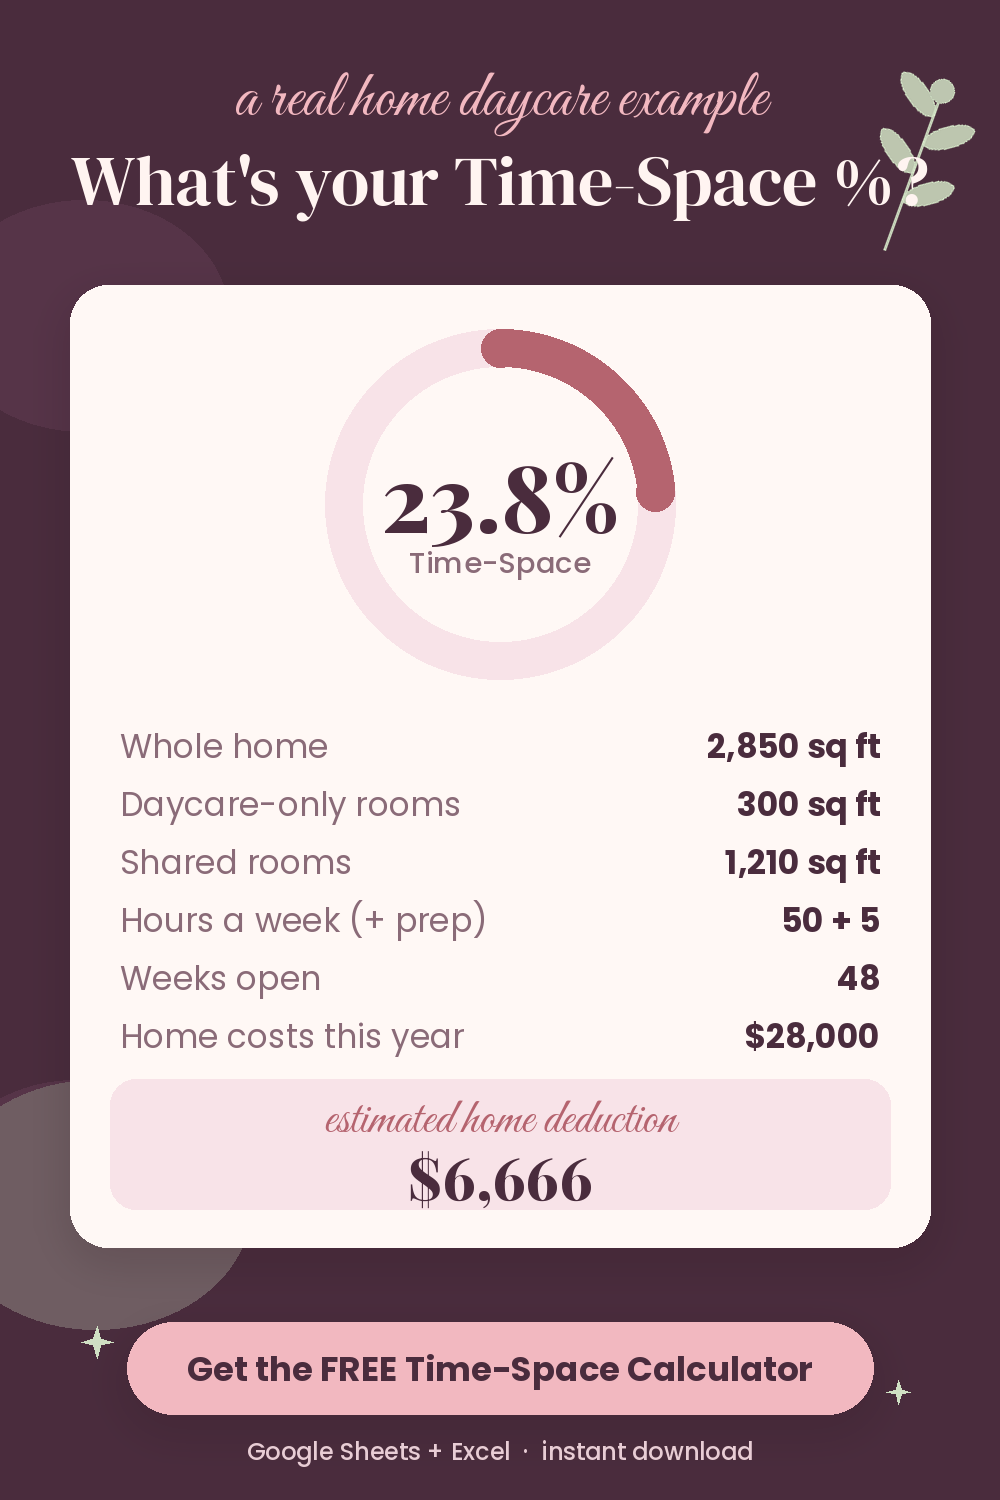 a real home daycare example
What's your Time-Space %?
23.8%
Time-Space
Whole home 2,850 sq ft
Daycare-only rooms 300 sq ft
Shared rooms 1,210 sq ft
Hours a week (+ prep) 50 + 5
Weeks open 48
Home costs this year $28,000
estimated home deduction
$6,666
Get the FREE Time-Space Calculator
Google Sheets + Excel · instant download